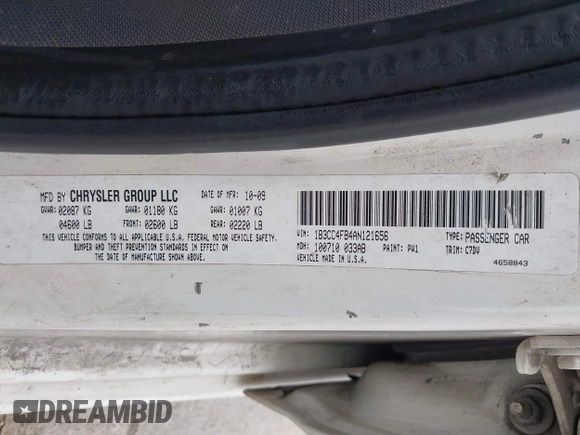 MFD BY CHRYSLER GROUP LLC DATE OF MFR: 10-09
GVWR: 02087 KG GAWR: 01180 KG GAWR: 01007 KG
04600 LB FRONT: 02600 LB REAR: 02220 LB
THIS VEHICLE CONFORMS TO ALL APPLICABLE U.S.A. FEDERAL MOTOR VEHICLE SAFETY,
BUMPER AND THEFT PREVENTION STANDARDS IN EFFECT ON
THE DATE OF MANUFACTURE SHOWN ABOVE.
VIN: 1B3CC4FB4AN121656 TYPE: PASSENGER CAR
MDH: 100710 033AB PAINT: PW1 TRIM: C7DV
VEHICLE MADE IN U.S.A. 4658843
DREAMBID